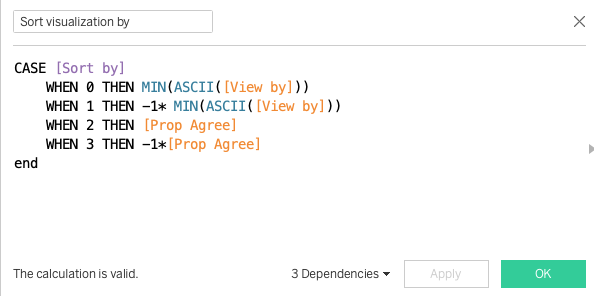 Sort visualization by
CASE [Sort by]
WHEN 0 THEN MIN(ASCII([View by]))
WHEN 1 THEN -1* MIN(ASCII([View by]))
WHEN 2 THEN [Prop Agree]
WHEN 3 THEN -1*[Prop Agree]
end
The calculation is valid. 3 Dependencies Apply OK